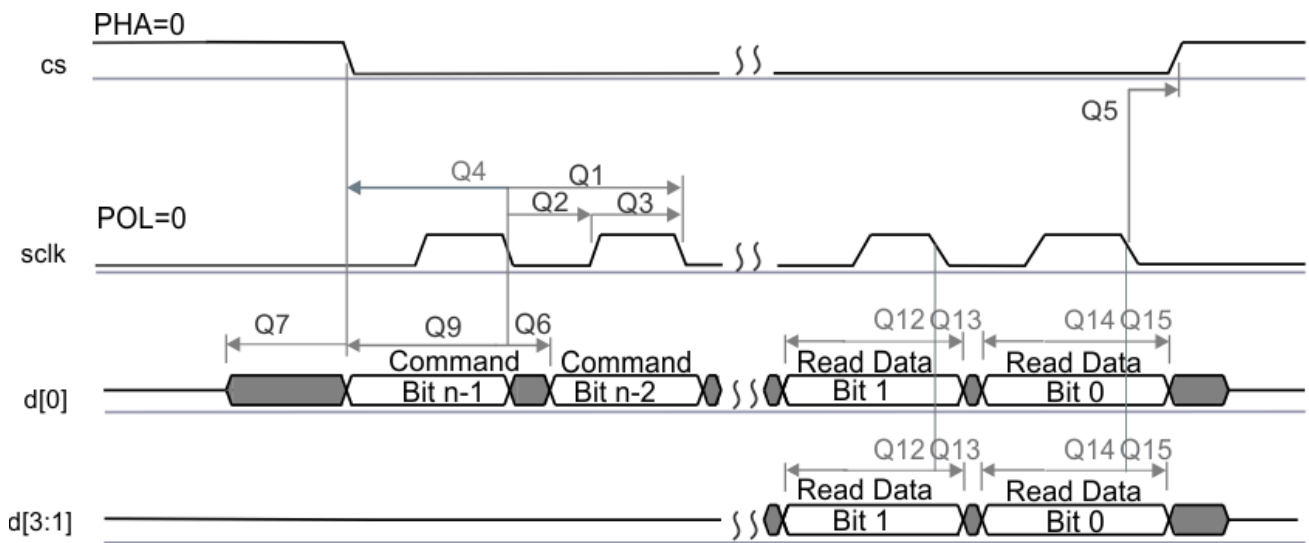 PHA=0
cs
Q5
Q4 Q1
Q2 Q3
POL=0
sclk
Q7 Q9 Q6 Q12 Q13 Q14 Q15
Command Command Read Data Read Data
d[0] Bit n-1 Bit n-2 Bit 1 Bit 0
Q12 Q13 Q14 Q15
Read Data Read Data
d[3:1] Bit 1 Bit 0